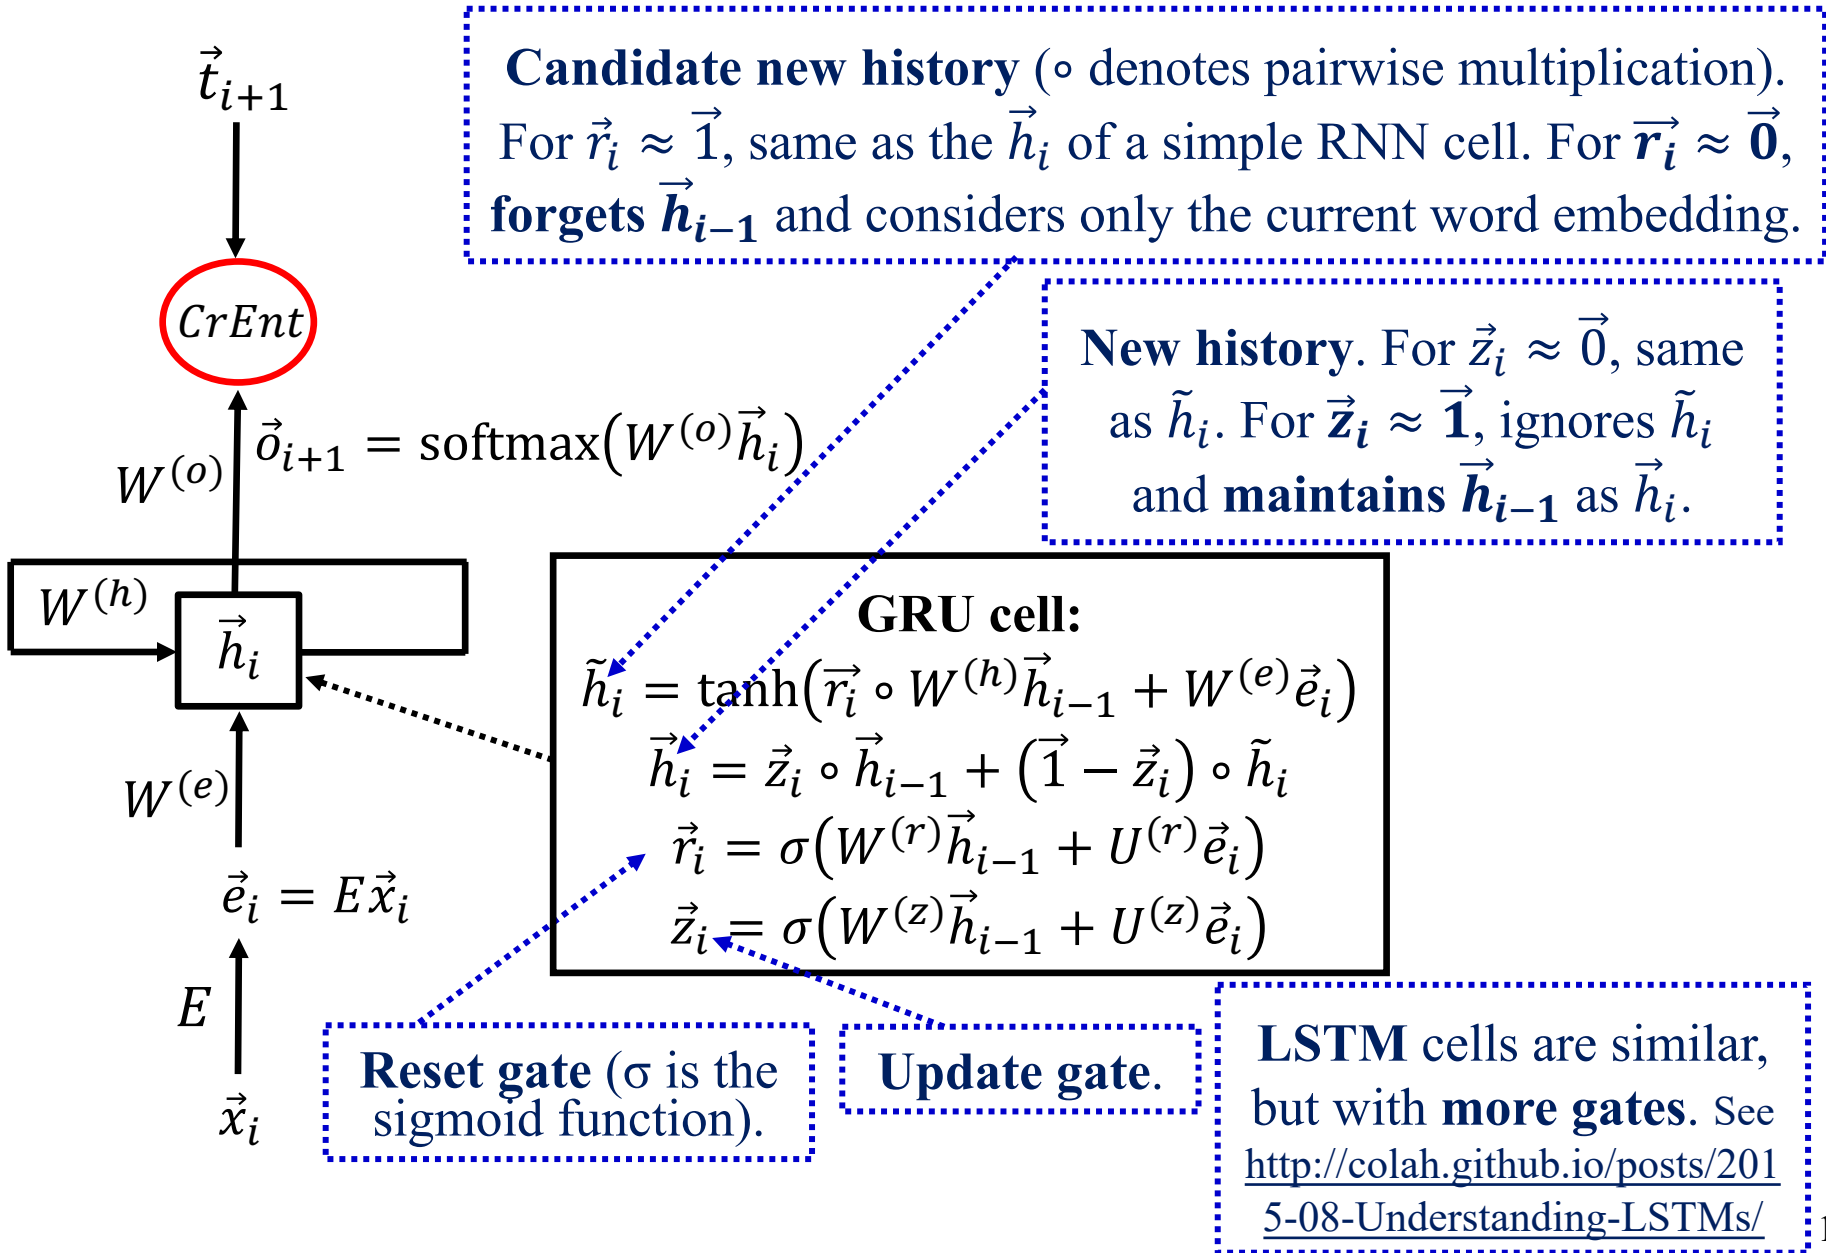 Candidate new history (∘ denotes pairwise multiplication).
For r⃗ᵢ ≈ 1⃗, same as the h⃗ᵢ of a simple RNN cell. For r⃗ᵢ ≈ 0⃗,
forgets h⃗ᵢ₋₁ and considers only the current word embedding.
t⃗ᵢ₊₁
CrEnt
New history. For z⃗ᵢ ≈ 0⃗, same
as h̃ᵢ. For z⃗ᵢ ≈ 1⃗, ignores h̃ᵢ
and maintains h⃗ᵢ₋₁ as h⃗ᵢ.
o⃗ᵢ₊₁ = softmax(W^(o) h⃗ᵢ)
W^(o)
W^(h)
h⃗ᵢ
W^(e)
e⃗ᵢ = Ex⃗ᵢ
E
x⃗ᵢ
GRU cell:
h̃ᵢ = tanh(r⃗ᵢ ∘ W^(h) h⃗ᵢ₋₁ + W^(e) e⃗ᵢ)
h⃗ᵢ = z⃗ᵢ ∘ h⃗ᵢ₋₁ + (1⃗ − z⃗ᵢ) ∘ h̃ᵢ
r⃗ᵢ = σ(W^(r) h⃗ᵢ₋₁ + U^(r) e⃗ᵢ)
z⃗ᵢ = σ(W^(z) h⃗ᵢ₋₁ + U^(z) e⃗ᵢ)
Reset gate (σ is the
sigmoid function).
Update gate.
LSTM cells are similar,
but with more gates. See
http://colah.github.io/posts/201
5-08-Understanding-LSTMs/